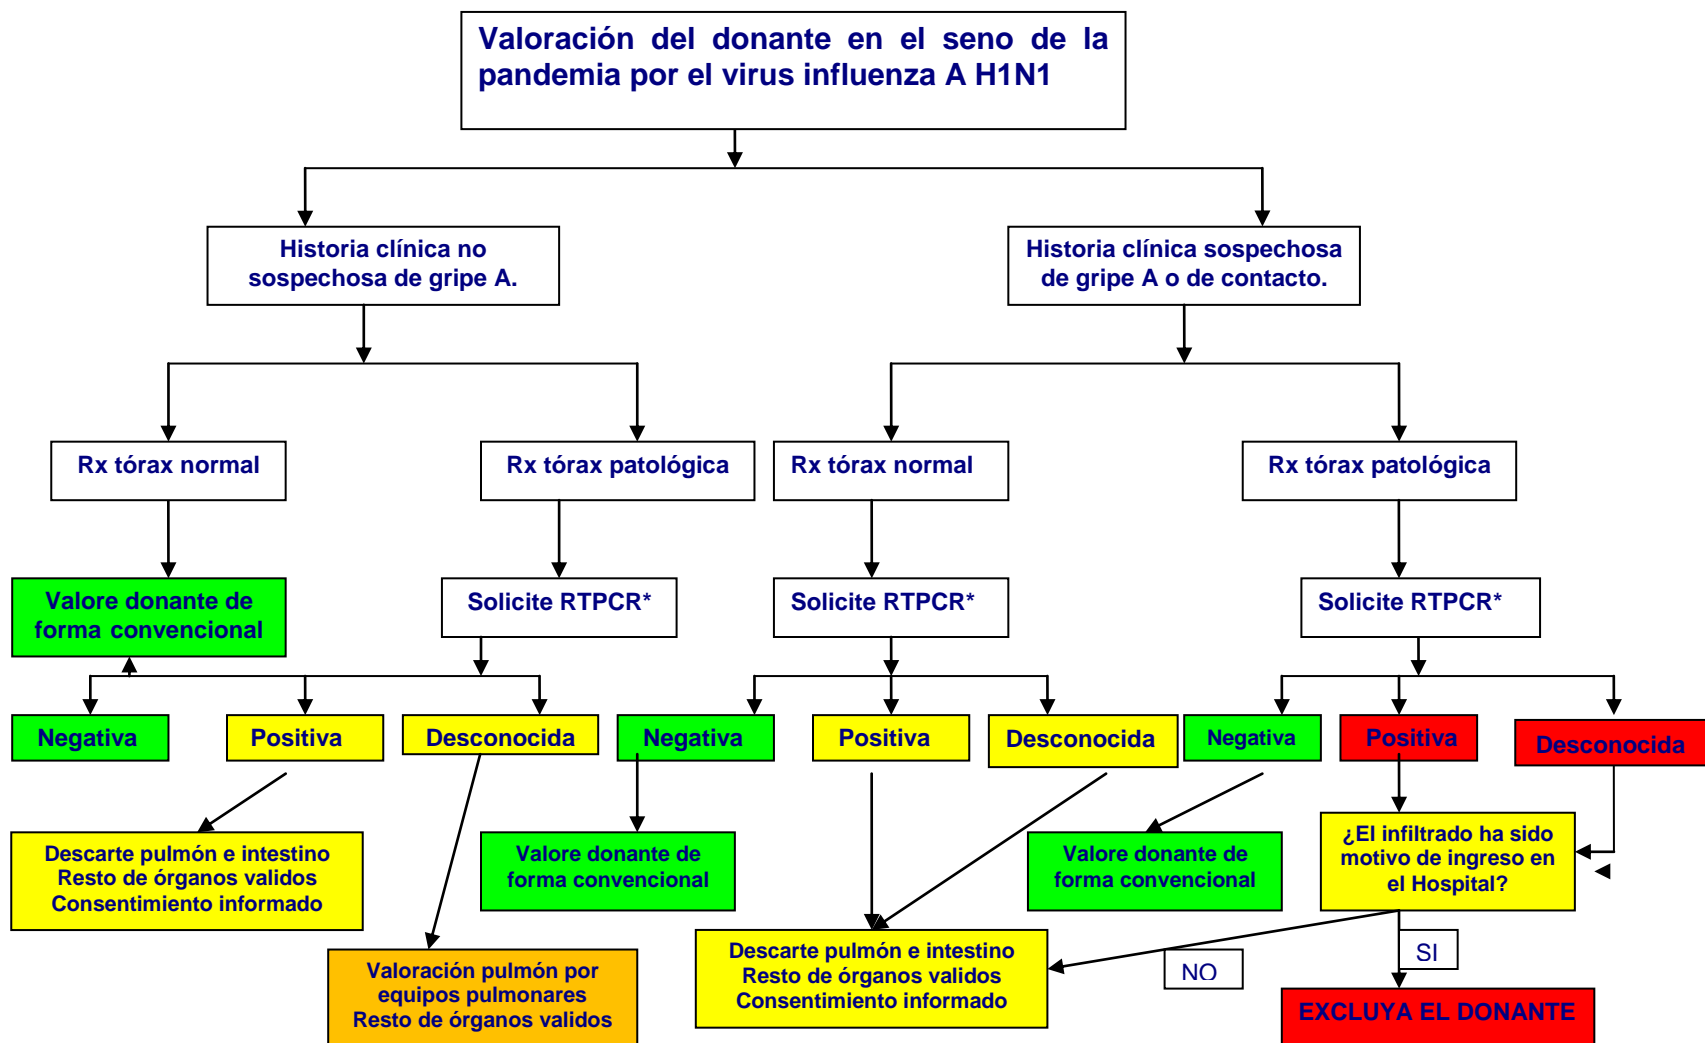 Valoración del donante en el seno de la
pandemia por el virus influenza A H1N1
Historia clínica no
sospechosa de gripe A.
Historia clínica sospechosa
de gripe A o de contacto.
Rx tórax normal
Rx tórax patológica
Rx tórax normal
Rx tórax patológica
Valore donante de
forma convencional
Solicite RTPCR*
Solicite RTPCR*
Solicite RTPCR*
Negativa
Positiva
Desconocida
Negativa
Positiva
Desconocida
Negativa
Positiva
Desconocida
Descarte pulmón e intestino
Resto de órganos validos
Consentimiento informado
Valore donante de
forma convencional
Valore donante de
forma convencional
¿El infiltrado ha sido
motivo de ingreso en
el Hospital?
Valoración pulmón por
equipos pulmonares
Resto de órganos validos
Descarte pulmón e intestino
Resto de órganos validos
Consentimiento informado
NO
SI
EXCLUYA EL DONANTE